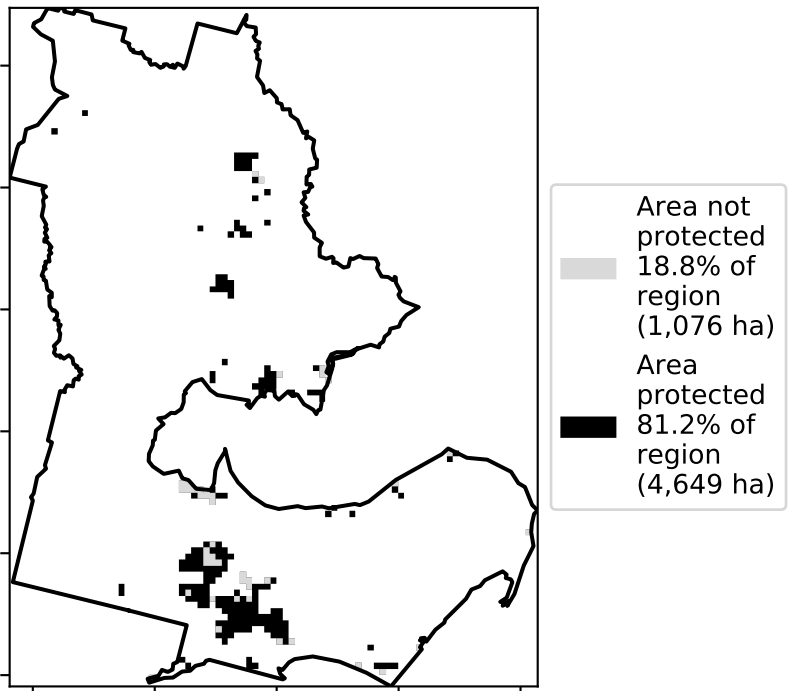 Area not
protected
18.8% of
region
(1,076 ha)
Area
protected
81.2% of
region
(4,649 ha)